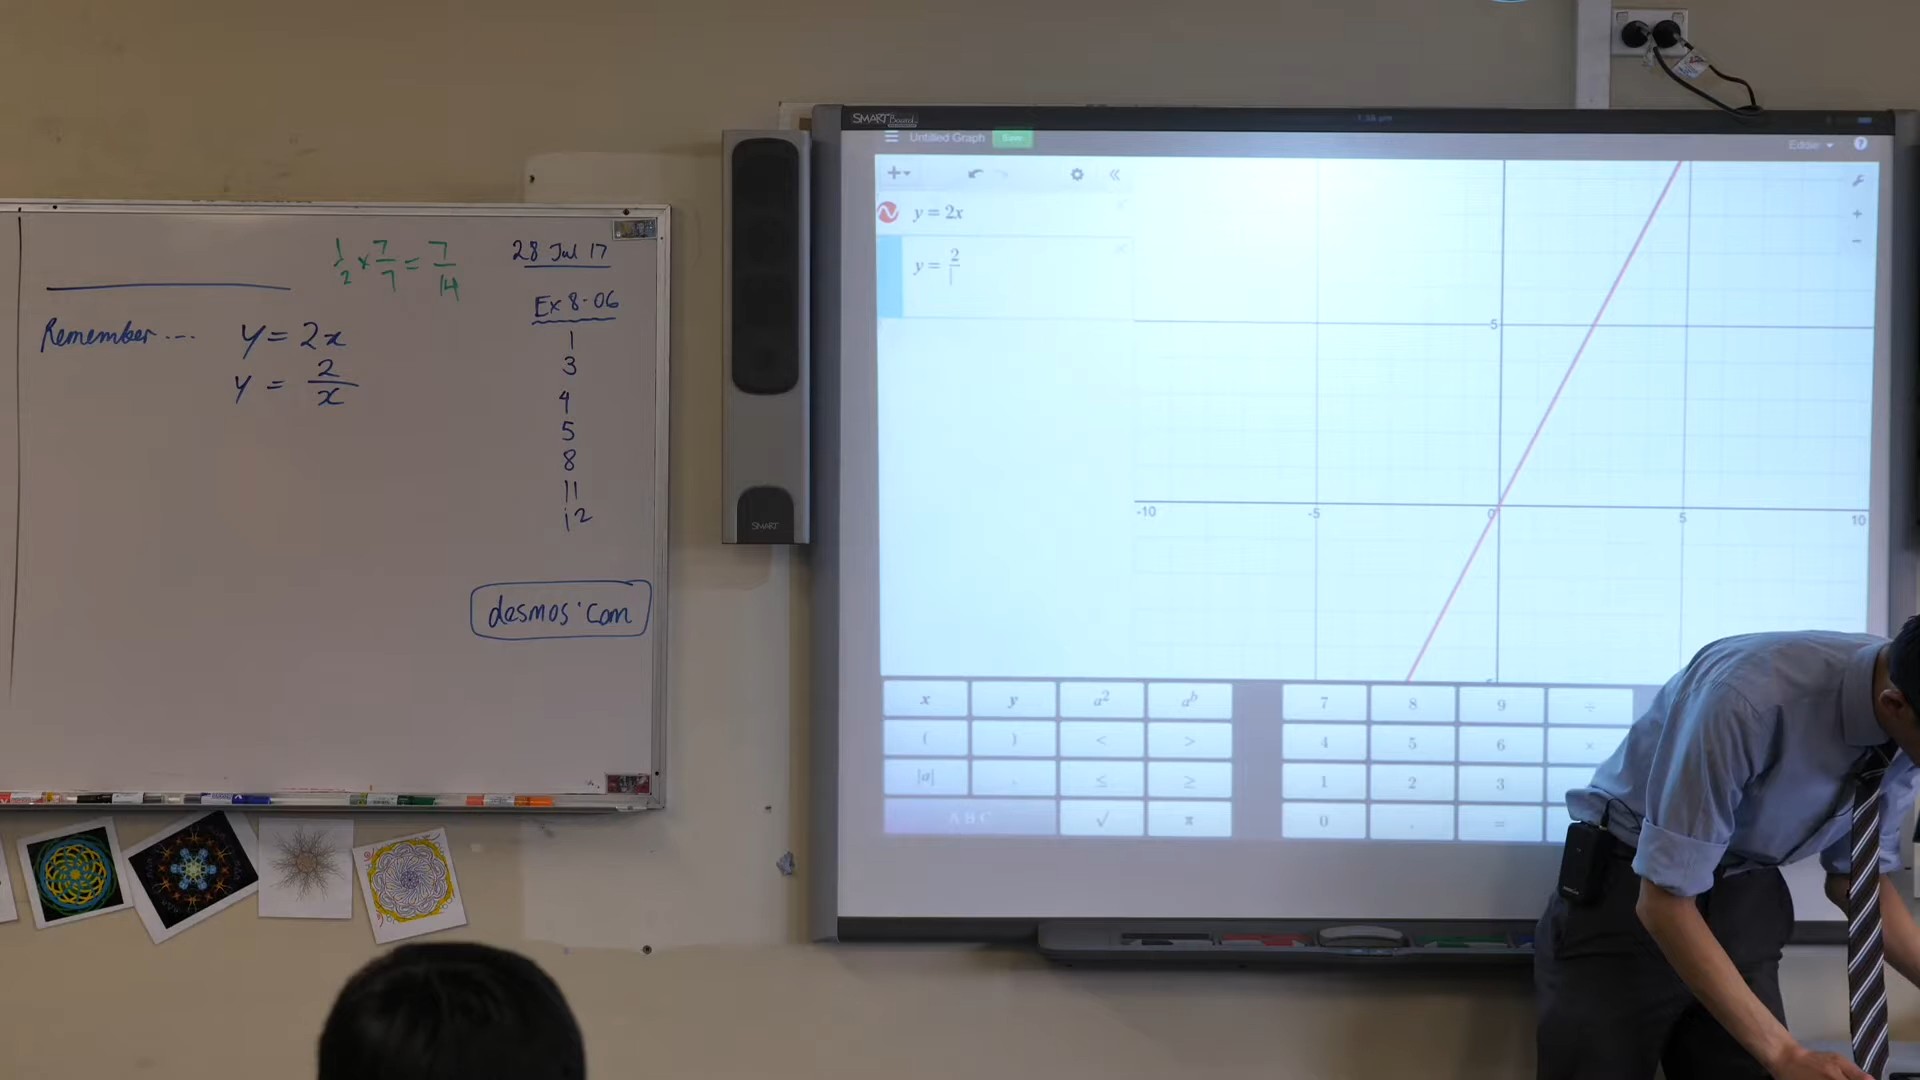 1/2 × 7/7 = 7/14
28 Jul 17
Ex 8-06
1
3
4
5
8
11
12
Remember... y = 2x
y = 2/x
desmos.com
SMART
SMART Board
Untitled Graph Save
Eddie ?
y = 2x
y = 2/
5
-10 -5 0 5 10
x y a² aᵇ 7 8 9 ÷
( ) < > 4 5 6 ×
|a| , ≤ ≥ 1 2 3
A B C √ π 0 . =